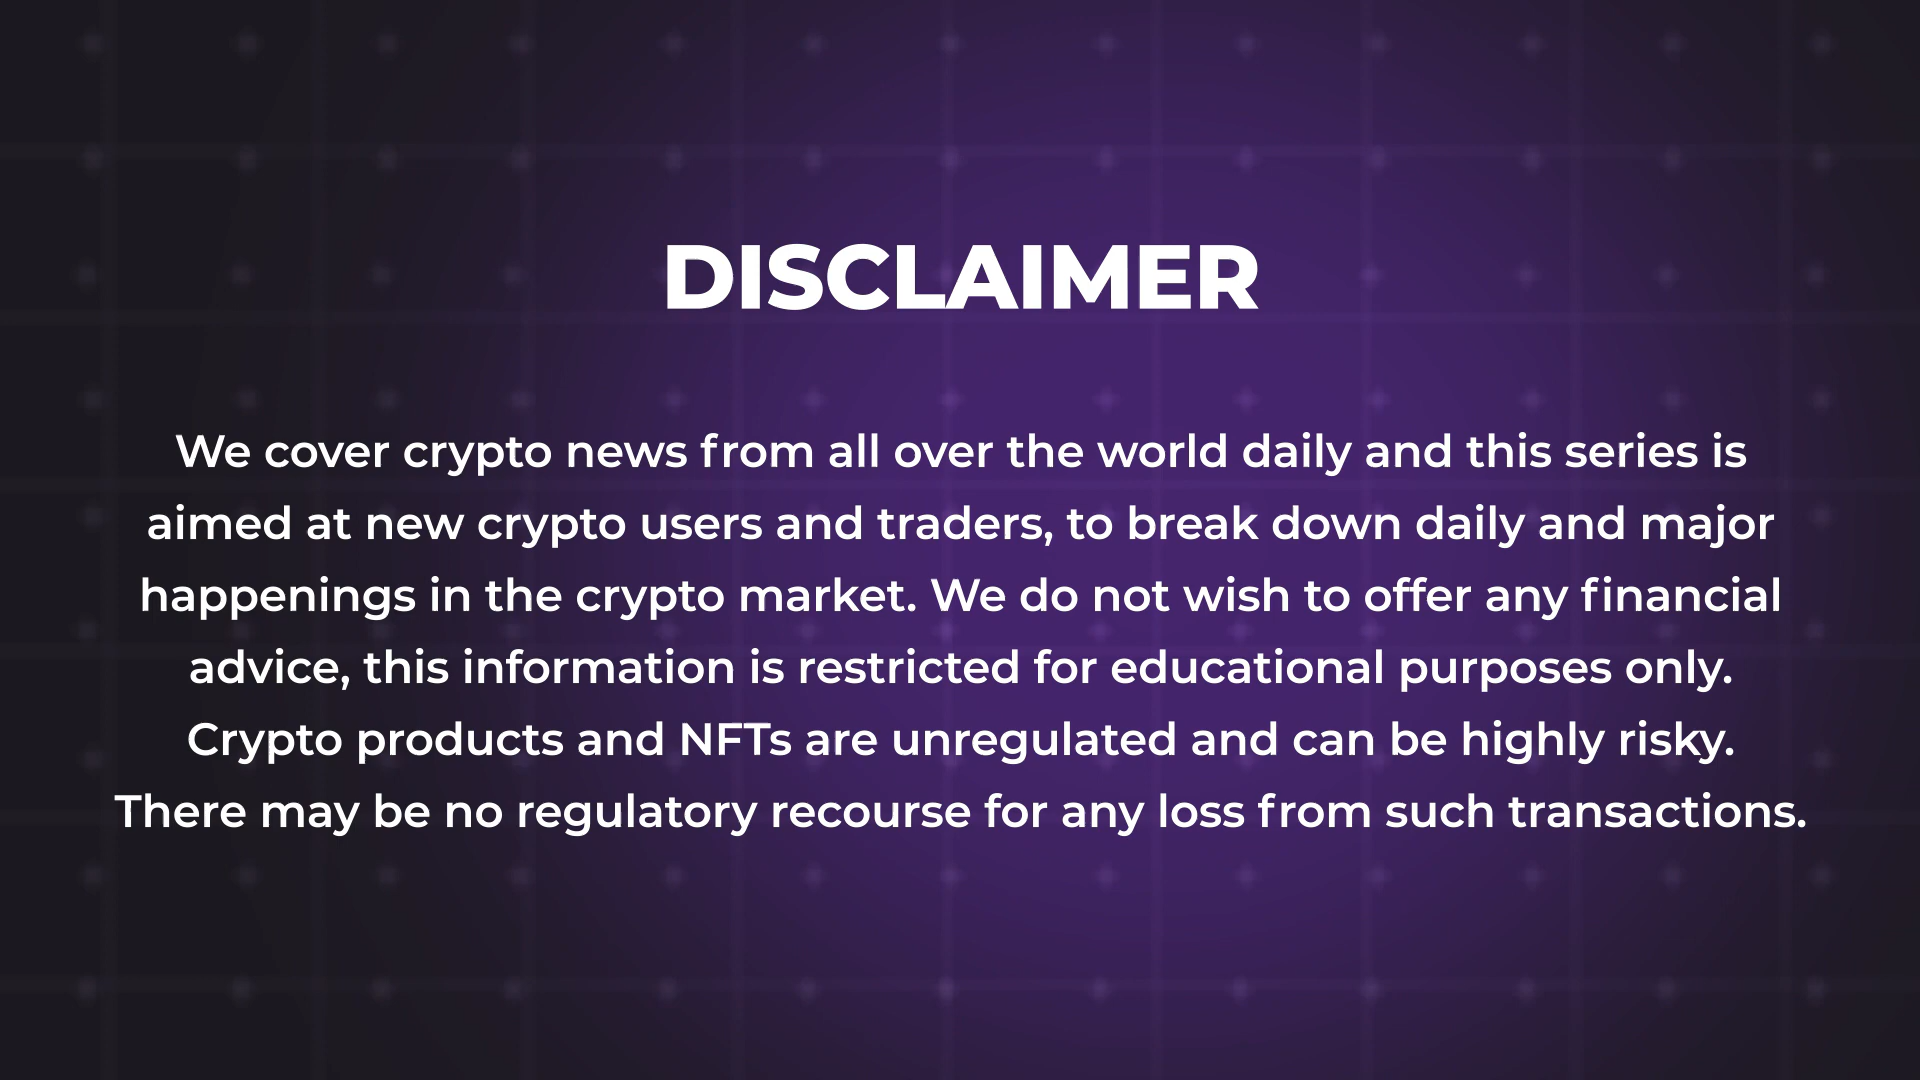 DISCLAIMER
We cover crypto news from all over the world daily and this series is
aimed at new crypto users and traders, to break down daily and major
happenings in the crypto market. We do not wish to offer any financial
advice, this information is restricted for educational purposes only.
Crypto products and NFTs are unregulated and can be highly risky.
There may be no regulatory recourse for any loss from such transactions.